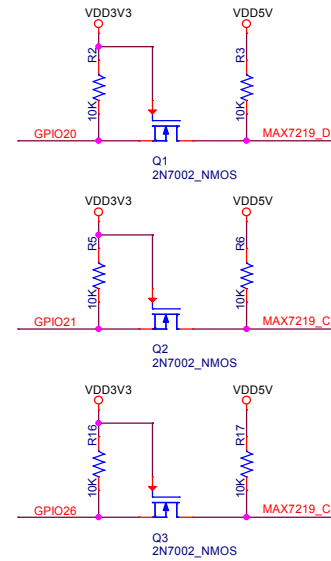 VDD3V3 VDD5V
R2 R3
10K 10K
GPIO20 MAX7219_D
Q1
2N7002_NMOS
VDD3V3 VDD5V
R5 R6
10K 10K
GPIO21 MAX7219_C
Q2
2N7002_NMOS
VDD3V3 VDD5V
R16 R17
10K 10K
GPIO26 MAX7219_C
Q3
2N7002_NMOS